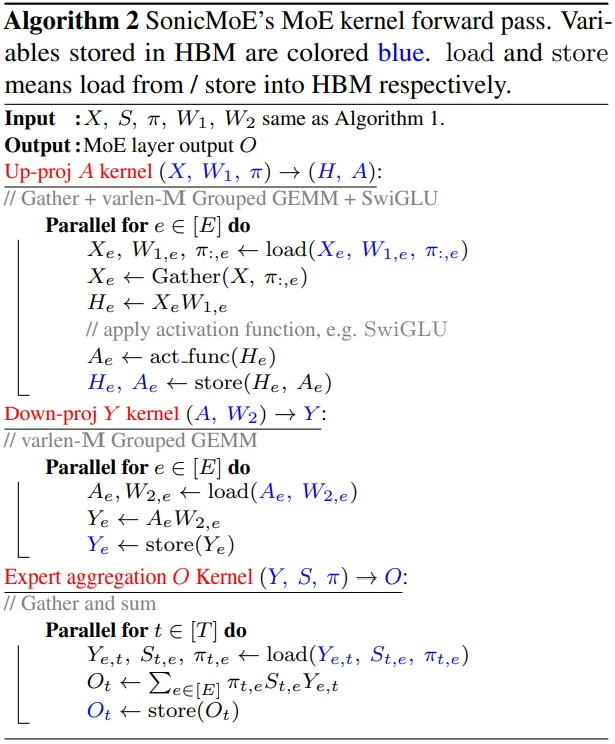 Algorithm 2 SonicMoE's MoE kernel forward pass. Vari-
ables stored in HBM are colored blue. load and store
means load from / store into HBM respectively.
Input : X, S, π, W₁, W₂ same as Algorithm 1.
Output : MoE layer output O
Up-proj A kernel (X, W₁, π) → (H, A):
// Gather + varlen-M Grouped GEMM + SwiGLU
Parallel for e ∈ [E] do
Xₑ, W₁,ₑ, π:,ₑ ← load(Xₑ, W₁,ₑ, π:,ₑ)
Xₑ ← Gather(X, π:,ₑ)
Hₑ ← XₑW₁,ₑ
// apply activation function, e.g. SwiGLU
Aₑ ← act_func(Hₑ)
Hₑ, Aₑ ← store(Hₑ, Aₑ)
Down-proj Y kernel (A, W₂) → Y:
// varlen-M Grouped GEMM
Parallel for e ∈ [E] do
Aₑ, W₂,ₑ ← load(Aₑ, W₂,ₑ)
Yₑ ← AₑW₂,ₑ
Yₑ ← store(Yₑ)
Expert aggregation O Kernel (Y, S, π) → O:
// Gather and sum
Parallel for t ∈ [T] do
Yₑ,ₜ, Sₜ,ₑ, πₜ,ₑ ← load(Yₑ,ₜ, Sₜ,ₑ, πₜ,ₑ)
Oₜ ← ∑ₑ∈[E] πₜ,ₑSₜ,ₑYₑ,ₜ
Oₜ ← store(Oₜ)